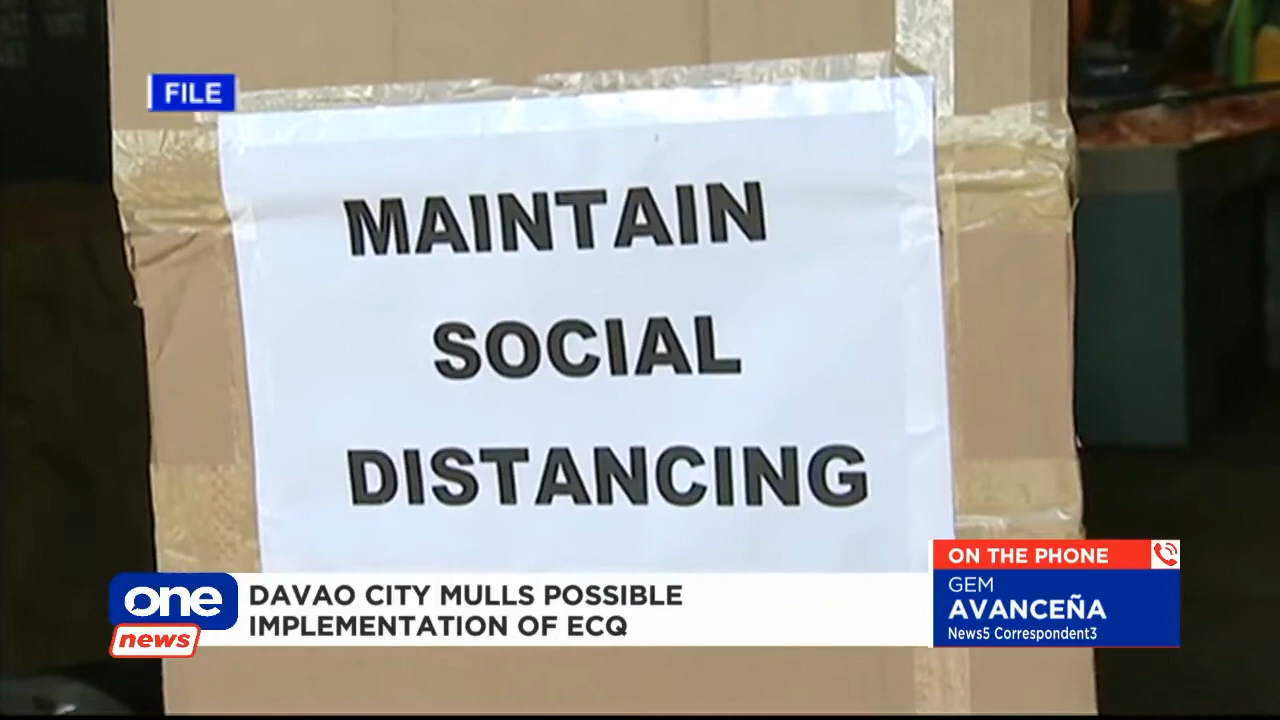 FILE
MAINTAIN
SOCIAL
DISTANCING
ON THE PHONE
GEM
AVANCEÑA
News5 Correspondent3
one
news
DAVAO CITY MULLS POSSIBLE
IMPLEMENTATION OF ECQ